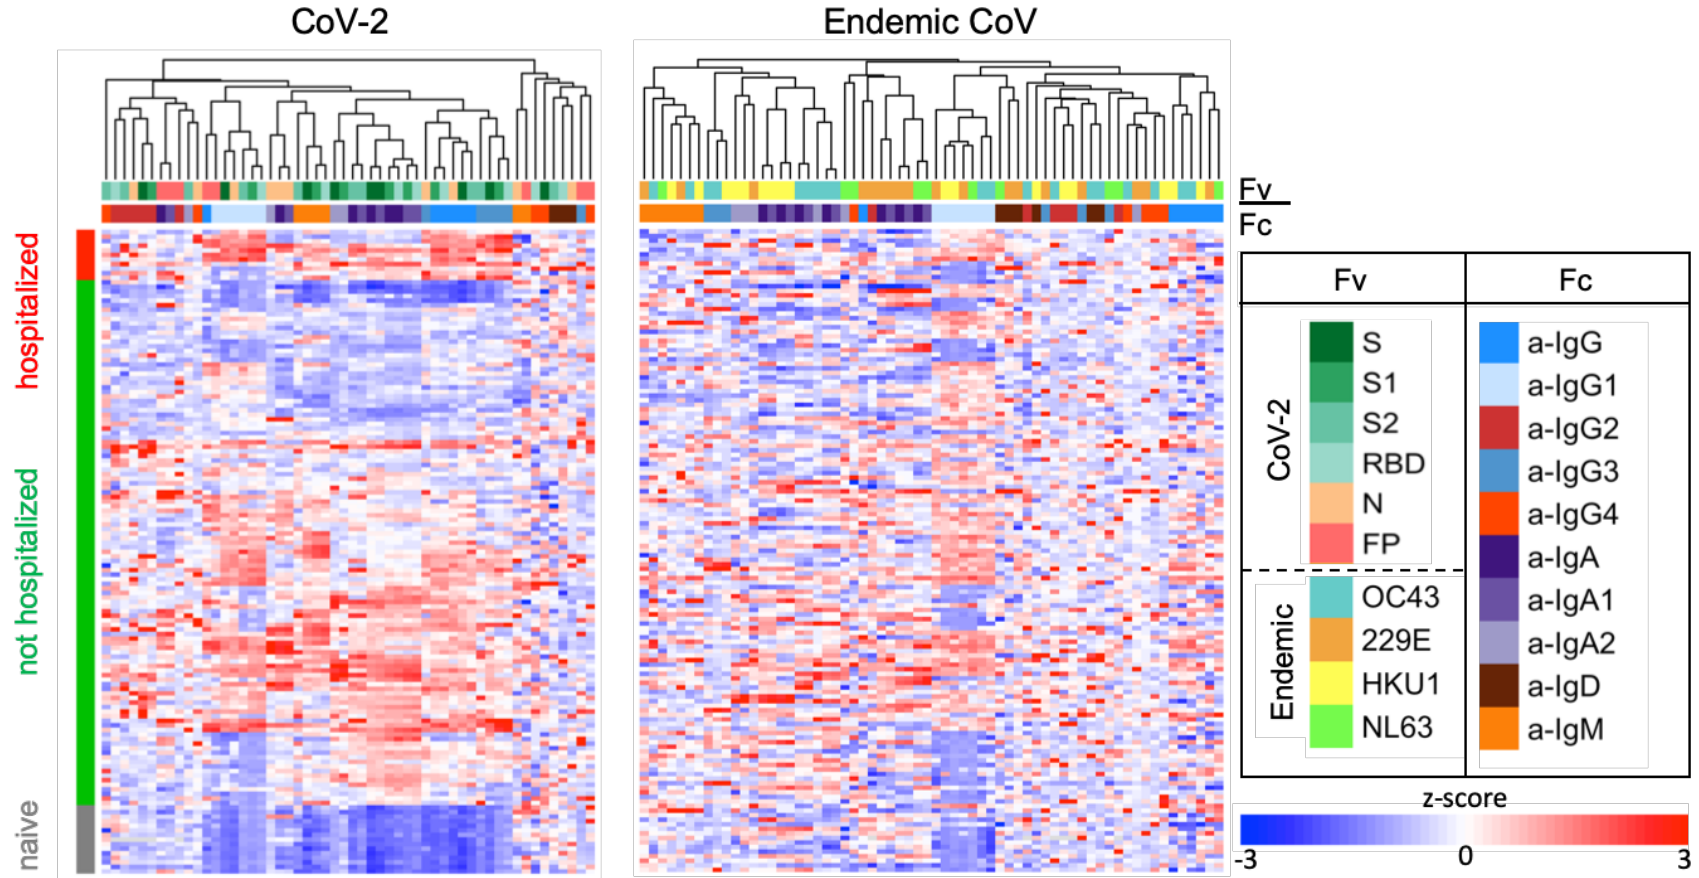 CoV-2
Endemic CoV
hospitalized
not hospitalized
naive
Fv
Fc
Fv
Fc
CoV-2
S
S1
S2
RBD
N
FP
Endemic
OC43
229E
HKU1
NL63
a-IgG
a-IgG1
a-IgG2
a-IgG3
a-IgG4
a-IgA
a-IgA1
a-IgA2
a-IgD
a-IgM
z-score
-3
0
3